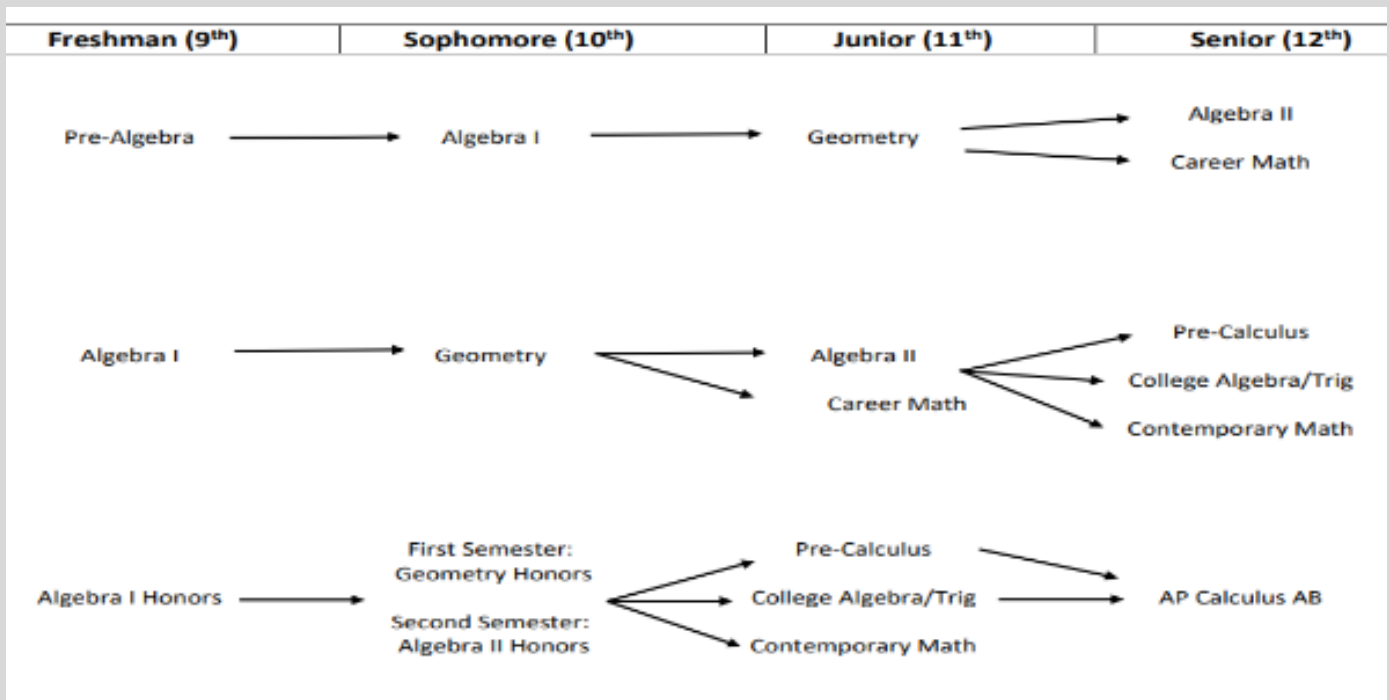 Freshman (9th) Sophomore (10th) Junior (11th) Senior (12th)
Algebra II
Pre-Algebra Algebra I Geometry
Career Math
Pre-Calculus
Algebra I Geometry Algebra II
College Algebra/Trig
Career Math
Contemporary Math
First Semester: Pre-Calculus
Geometry Honors
Algebra I Honors College Algebra/Trig AP Calculus AB
Second Semester:
Algebra II Honors Contemporary Math